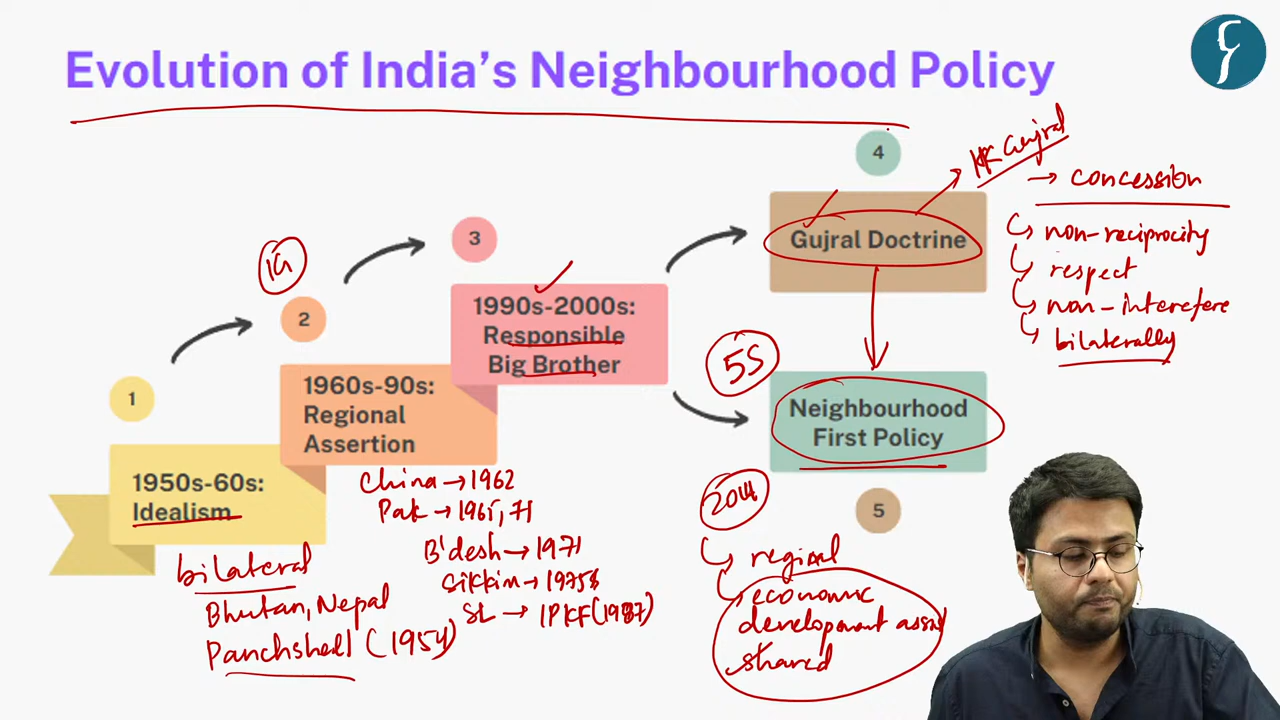 Evolution of India's Neighbourhood Policy
1
1950s-60s:
Idealism
bilateral
Bhutan, Nepal
Panchsheel (1954)
IG
2
1960s-90s:
Regional
Assertion
China → 1962
Pak → 1965, 71
B'desh → 1971
Sikkim → 1975
SL → IPKF (1987)
3
1990s-2000s:
Responsible
Big Brother
4
Gujral Doctrine
IK Gujral
→ concession
non-reciprocity
respect
non-interefere
bilaterally
5S
Neighbourhood
First Policy
5
2014
regional
economic
development assist
shared